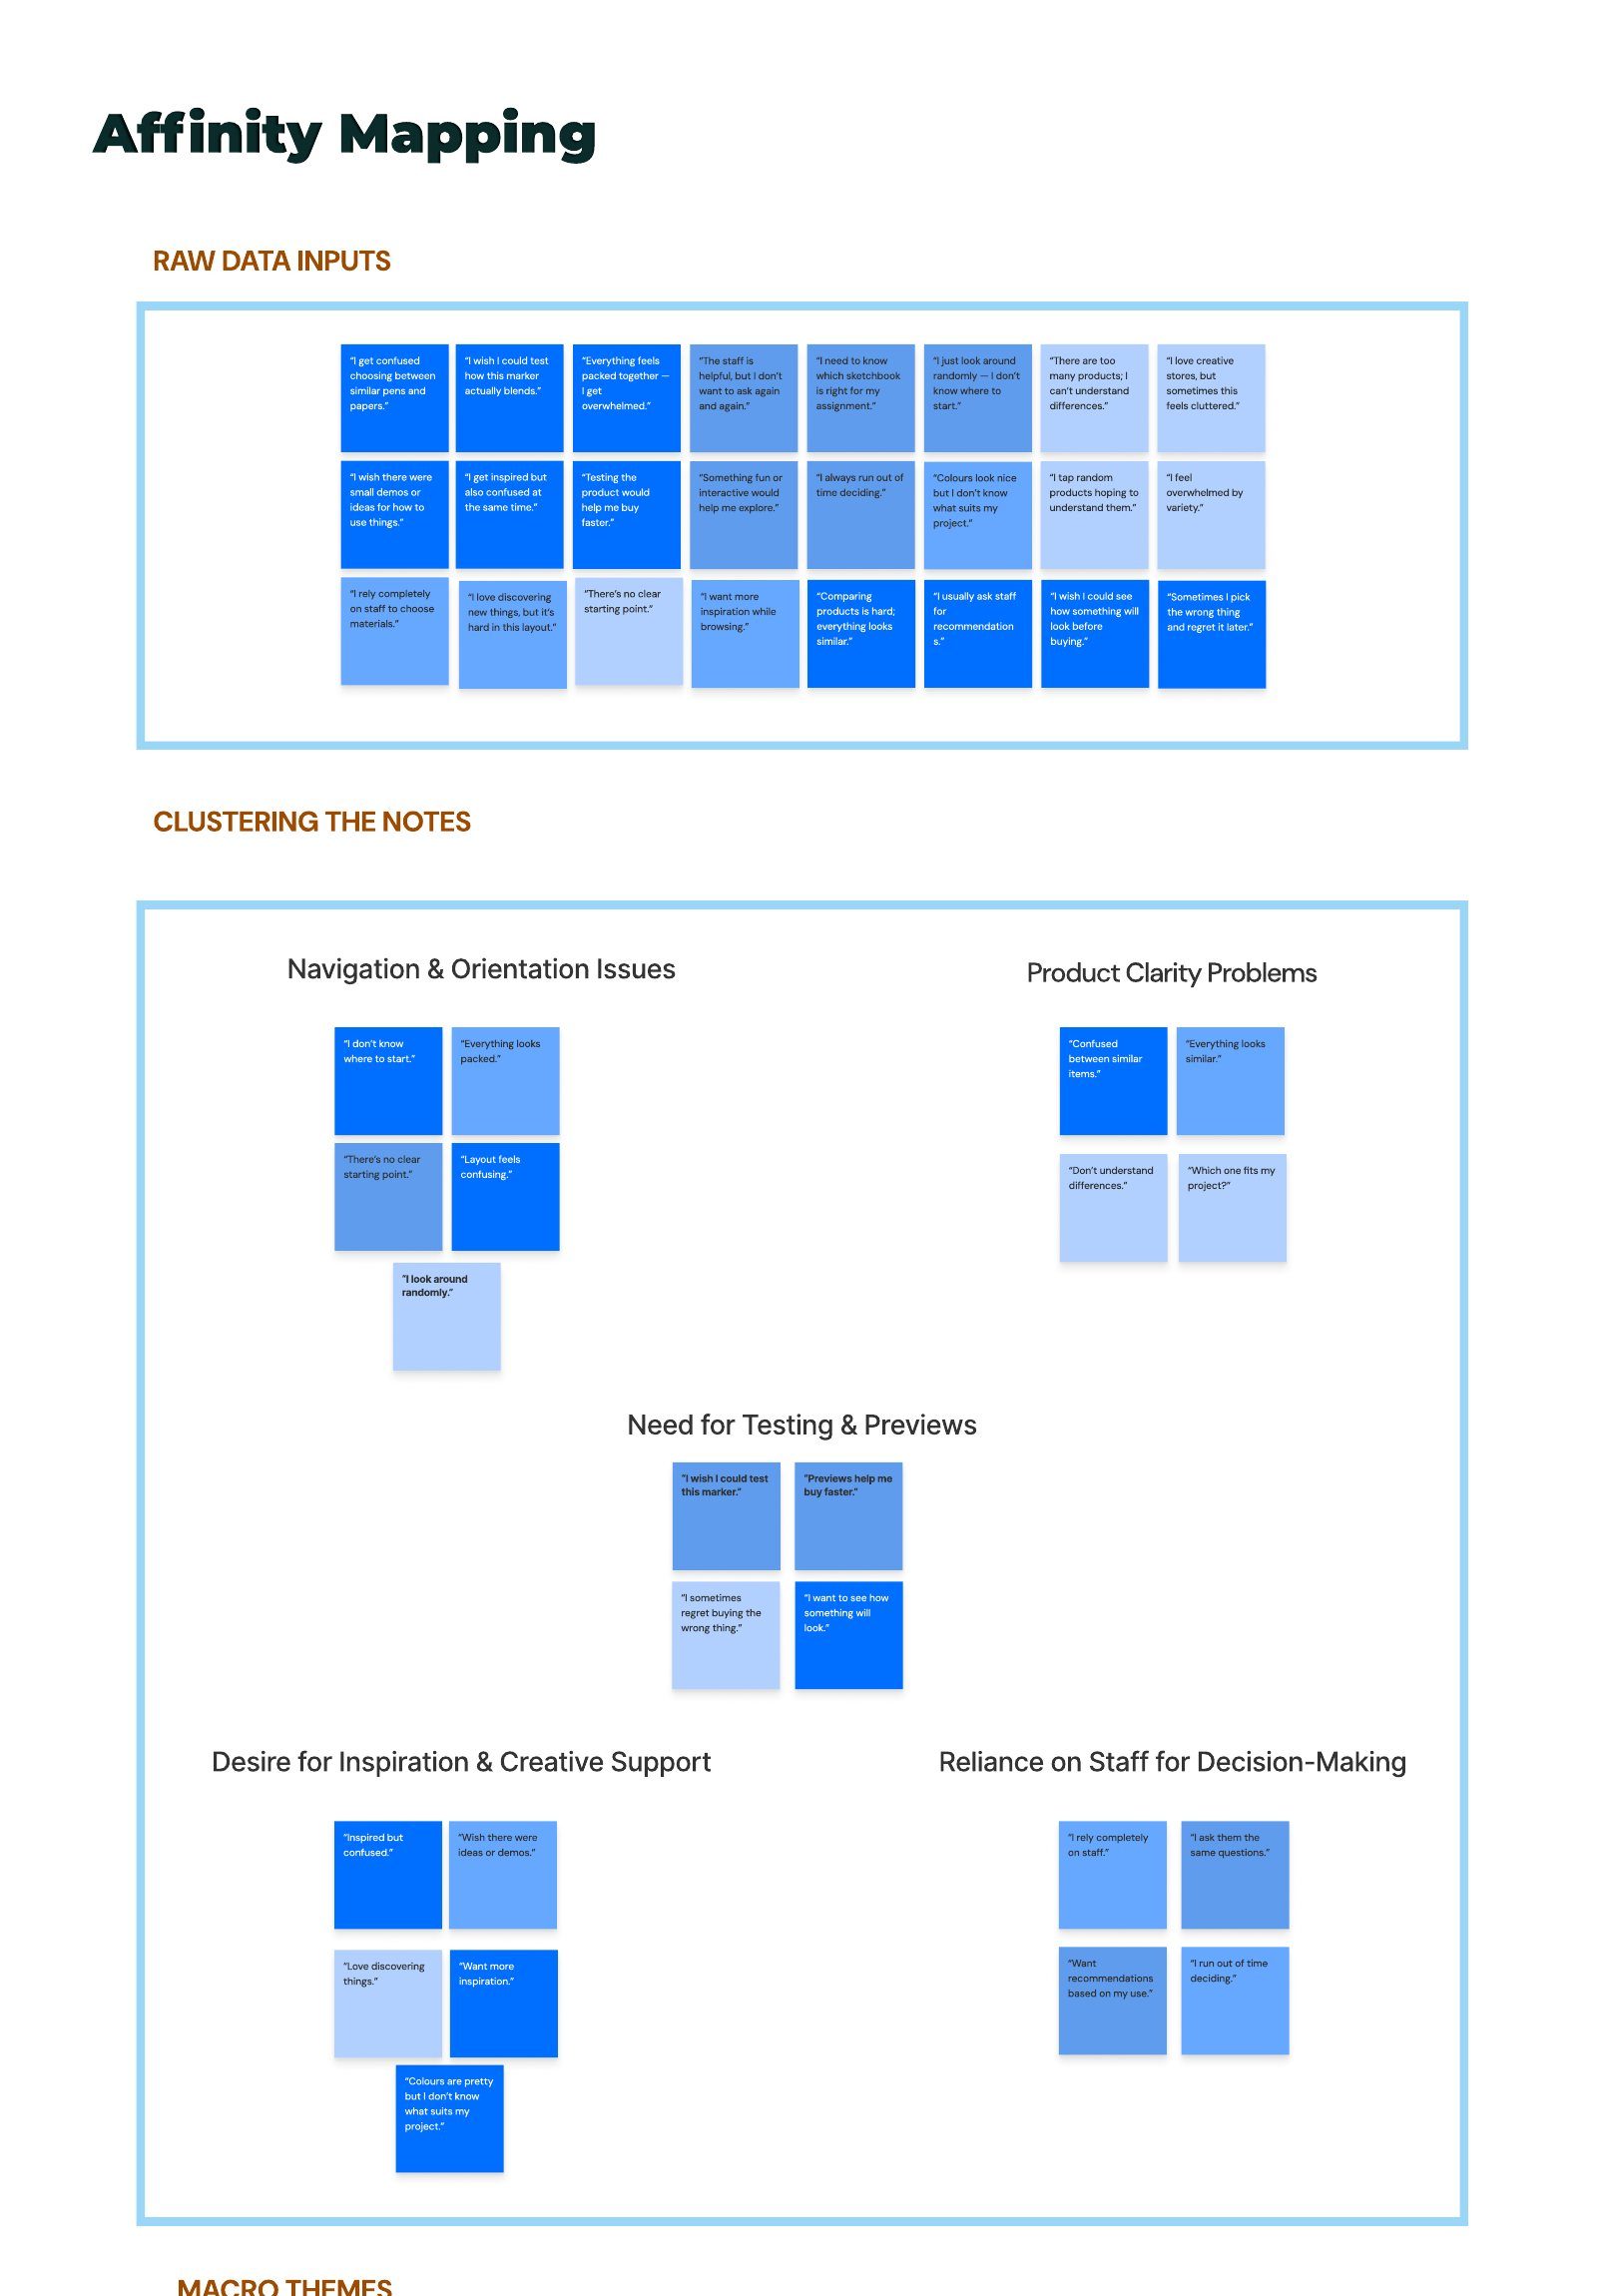 Affinity Mapping
RAW DATA INPUTS
“I get confused
choosing between
similar pens and
papers.”
“I wish I could test
how this marker
actually blends.”
“Everything feels
packed together —
I get
overwhelmed.”
“The staff is
helpful, but I don’t
want to ask again
and again.”
“I need to know
which sketchbook
is right for my
assignment.”
“I just look around
randomly — I don’t
know where to
start.”
“There are too
many products; I
can’t understand
differences.”
“I love creative
stores, but
sometimes this
feels cluttered.”
“I wish there were
small demos or
ideas for how to
use things.”
“I get inspired but
also confused at
the same time.”
“Testing the
product would
help me buy
faster.”
“Something fun or
interactive would
help me explore.”
“I always run out of
time deciding.”
“Colours look nice
but I don’t know
what suits my
project.”
“I tap random
products hoping to
understand them.”
“I feel
overwhelmed by
variety.”
“I rely completely
on staff to choose
materials.”
“I love discovering
new things, but it’s
hard in this layout.”
“There’s no clear
starting point.”
“I want more
inspiration while
browsing.”
“Comparing
products is hard;
everything looks
similar.”
“I usually ask staff
for
recommendation
s.”
“I wish I could see
how something will
look before
buying.”
“Sometimes I pick
the wrong thing
and regret it later.”
CLUSTERING THE NOTES
Navigation & Orientation Issues
“I don’t know
where to start.”
“Everything looks
packed.”
“There’s no clear
starting point.”
“Layout feels
confusing.”
“I look around
randomly.”
Product Clarity Problems
“Confused
between similar
items.”
“Everything looks
similar.”
“Don’t understand
differences.”
“Which one fits my
project?”
Need for Testing & Previews
“I wish I could test
this marker.”
“Previews help me
buy faster.”
“I sometimes
regret buying the
wrong thing.”
“I want to see how
something will
look.”
Desire for Inspiration & Creative Support
“Inspired but
confused.”
“Wish there were
ideas or demos.”
“Love discovering
things.”
“Want more
inspiration.”
“Colours are pretty
but I don’t know
what suits my
project.”
Reliance on Staff for Decision-Making
“I rely completely
on staff.”
“I ask them the
same questions.”
“Want
recommendations
based on my use.”
“I run out of time
deciding.”
MACRO THEMES